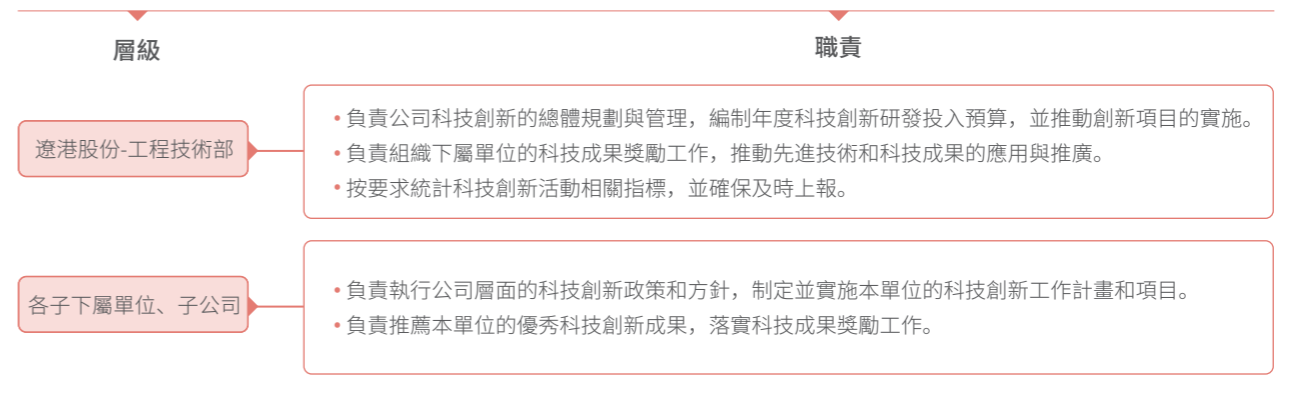 層級
職責
遼港股份-工程技術部
• 負責公司科技創新的總體規劃與管理，編制年度科技創新研發投入預算，並推動創新項目的實施。
• 負責組織下屬單位的科技成果獎勵工作，推動先進技術和科技成果的應用與推廣。
• 按要求統計科技創新活動相關指標，並確保及時上報。
各子下屬單位、子公司
• 負責執行公司層面的科技創新政策和方針，制定並實施本單位的科技創新工作計畫和項目。
• 負責推薦本單位的優秀科技創新成果，落實科技成果獎勵工作。